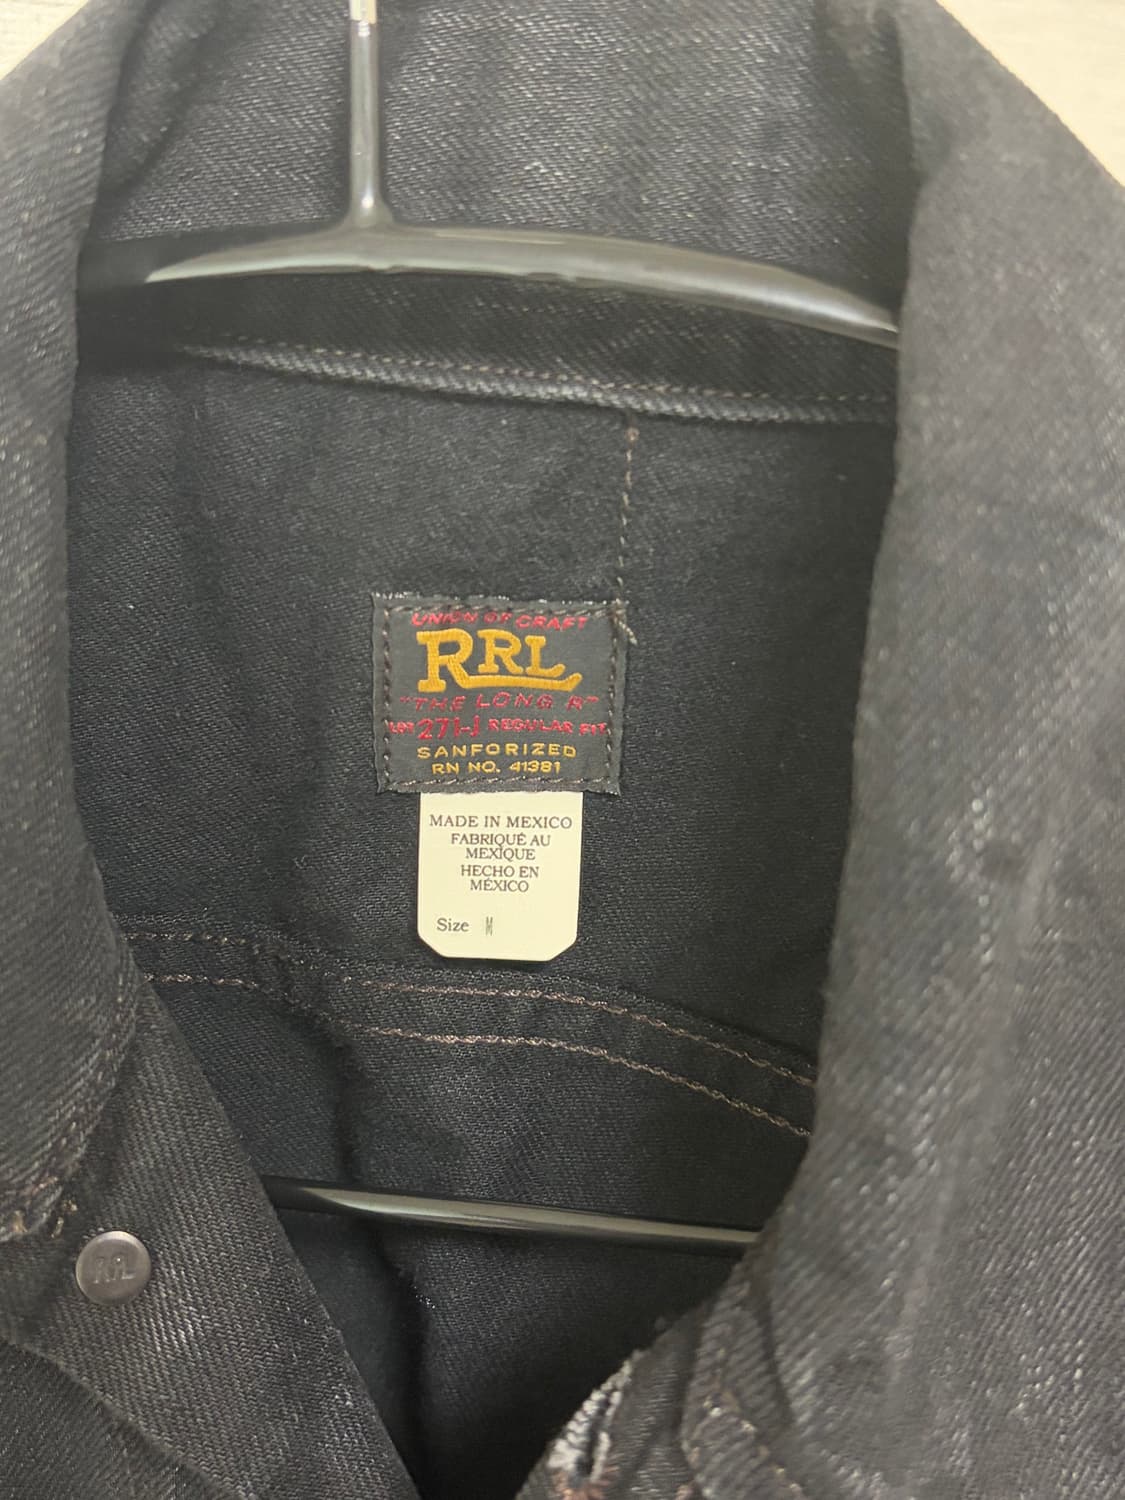 UNION OF CRAFT
RRL
"THE LONG R"
LOT 271-J REGULAR FIT
SANFORIZED
RN NO. 41381
MADE IN MEXICO
FABRIQUÉ AU
MEXIQUE
HECHO EN
MÉXICO
Size M
RRL